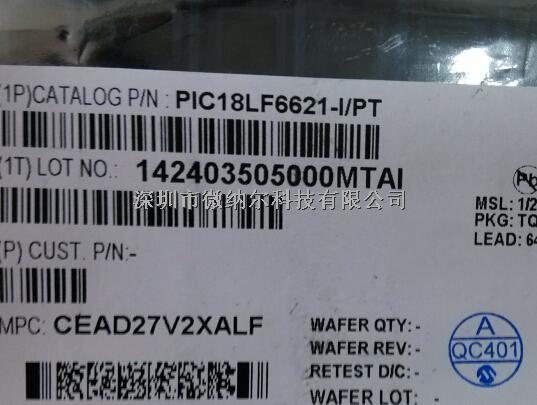 (1P)CATALOG P/N : PIC18LF6621-I/PT
(1T) LOT NO.: 142403505000MTAI
深圳市微纳尔科技有限公司
Pb
MSL: 1/2
PKG: TQ
LEAD: 64
(P) CUST. P/N:-
MPC: CEAD27V2XALF
WAFER QTY:-
WAFER REV:-
RETEST D/C:-
WAFER LOT:-
A
QC401